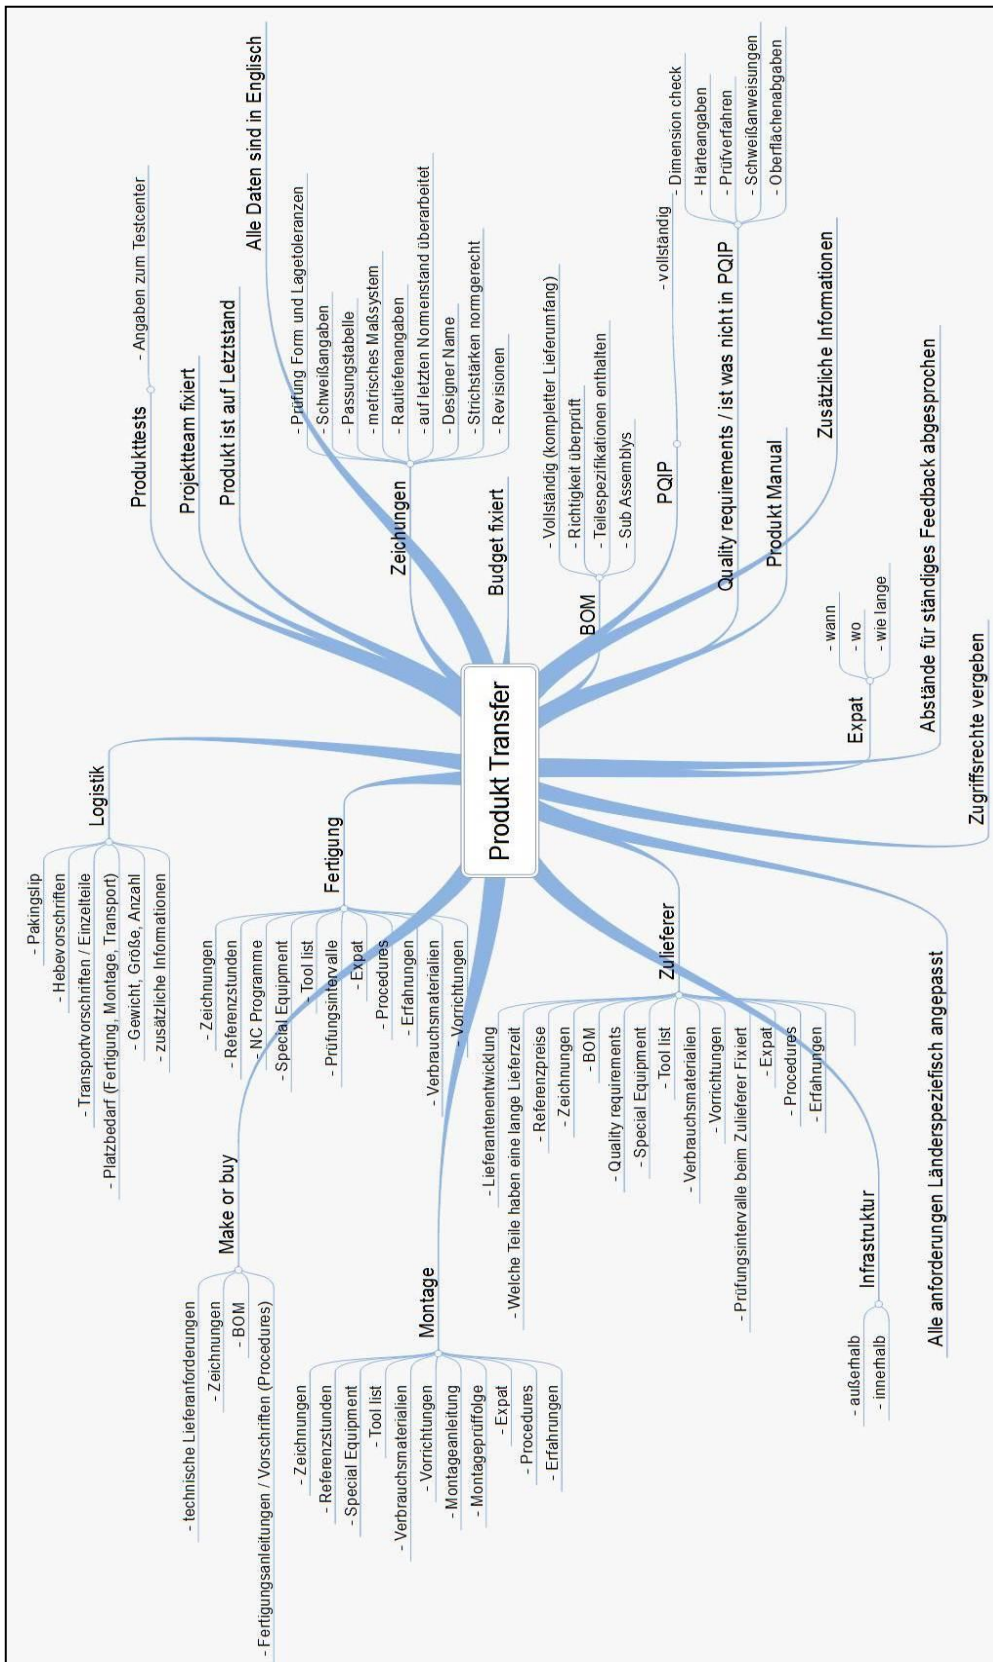 Produkt Transfer
Logistik
- Pakingslip
- Hebevorschriften
- Transportvorschriften / Einzelteile
- Platzbedarf (Fertigung, Montage, Transport)
- Gewicht, Größe, Anzahl
- zusätzliche Informationen
Fertigung
- Zeichnungen
- Referenzstunden
- NC Programme
- Special Equipment
- Tool list
- Prüfungsintervalle
- Expat
- Procedures
- Erfahrungen
- Verbrauchsmaterialien
- Vorrichtungen
Make or buy
- technische Lieferanforderungen
- Zeichnungen
- BOM
- Fertigungsanleitungen / Vorschriften (Procedures)
Montage
- Zeichnungen
- Referenzstunden
- Special Equipment
- Tool list
- Verbrauchsmaterialien
- Vorrichtungen
- Montageanleitung
- Montageprüffolge
- Expat
- Procedures
- Erfahrungen
Zulieferer
- Lieferantenentwicklung
- Welche Teile haben eine lange Lieferzeit
- Referenzpreise
- Zeichnungen
- BOM
- Quality requirements
- Special Equipment
- Tool list
- Verbrauchsmaterialien
- Vorrichtungen
- Prüfungsintervalle beim Zulieferer Fixiert
- Expat
- Procedures
- Erfahrungen
Infrastruktur
- außerhalb
- innerhalb
Alle anforderungen Länderspeziefisch angepasst
Produkttests
- Angaben zum Testcenter
Projektteam fixiert
Produkt ist auf Letztstand
Alle Daten sind in Englisch
Zeichungen
- Prüfung Form und Lagetoleranzen
- Schweißangaben
- Passungstabelle
- metrisches Maßsystem
- Rautiefenangaben
- auf letzten Normenstand überarbeitet
- Designer Name
- Strichstärken normgerecht
- Revisionen
Budget fixiert
BOM
- Vollständig (kompletter Lieferumfang)
- Richtigkeit überprüft
- Teilespezifikationen enthalten
- Sub Assemblys
PQIP
- vollständig
Quality requirements / ist was nicht in PQIP
- Dimension check
- Härteangaben
- Prüfverfahren
- Schweißanweisungen
- Oberflächenabgaben
Produkt Manual
Zusätzliche Informationen
Expat
- wann
- wo
- wie lange
Abstände für ständiges Feedback abgesprochen
Zugriffsrechte vergeben